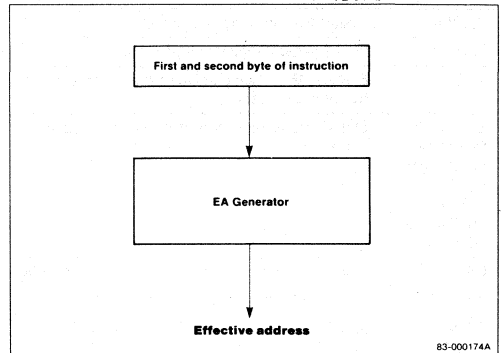 First and second byte of instruction
EA Generator
Effective address
83-000174A